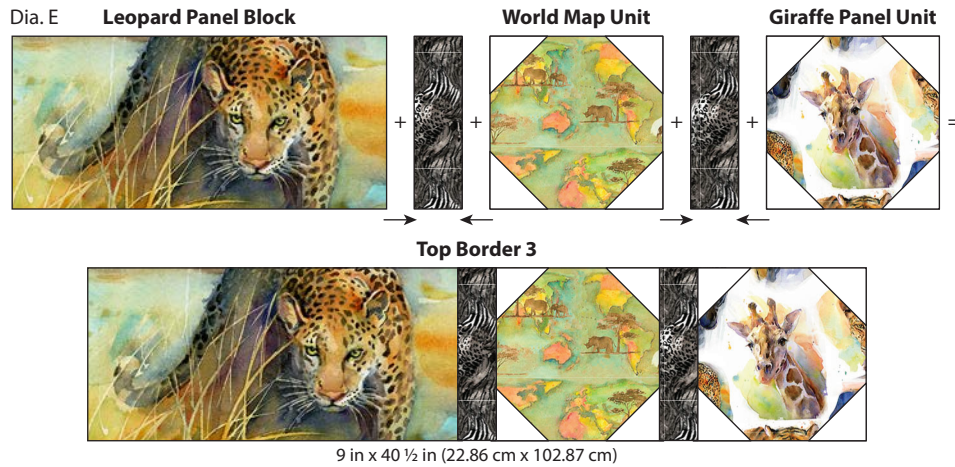 Dia. E
Leopard Panel Block
World Map Unit
Giraffe Panel Unit
+ + + + =
Top Border 3
9 in x 40 ½ in (22.86 cm x 102.87 cm)